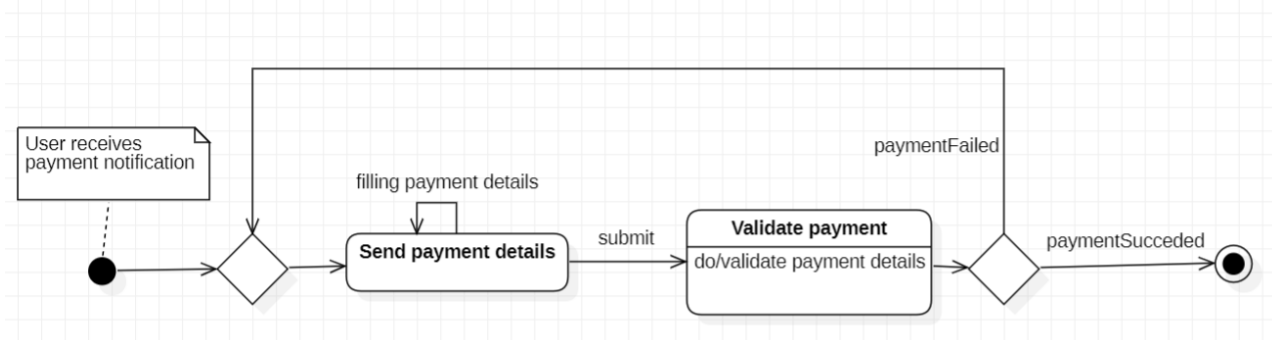 User receives
payment notification
paymentFailed
filling payment details
Send payment details
submit
Validate payment
do/validate payment details
paymentSucceded